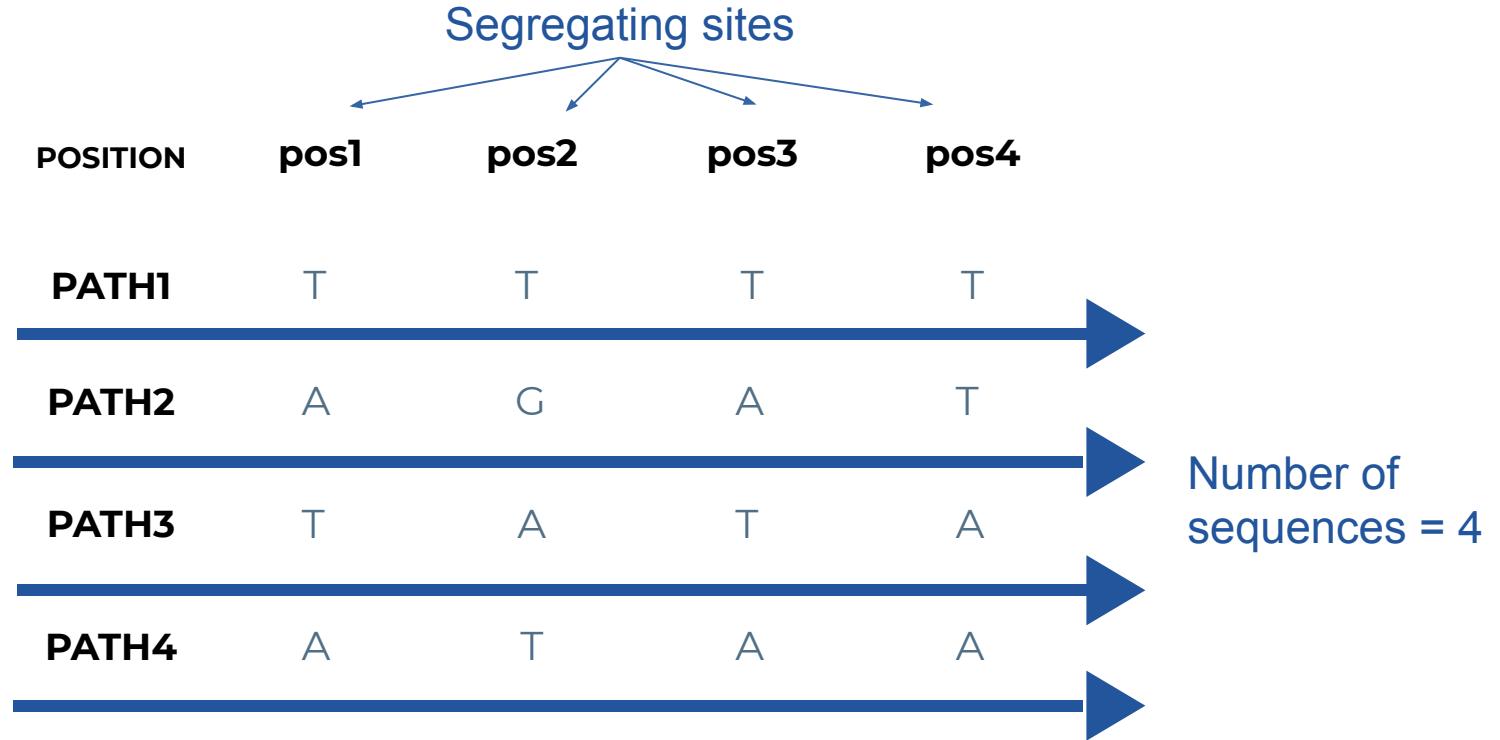 Segregating sites
POSITION pos1 pos2 pos3 pos4
PATH1 T T T T
PATH2 A G A T
PATH3 T A T A
PATH4 A T A A
Number of
sequences = 4